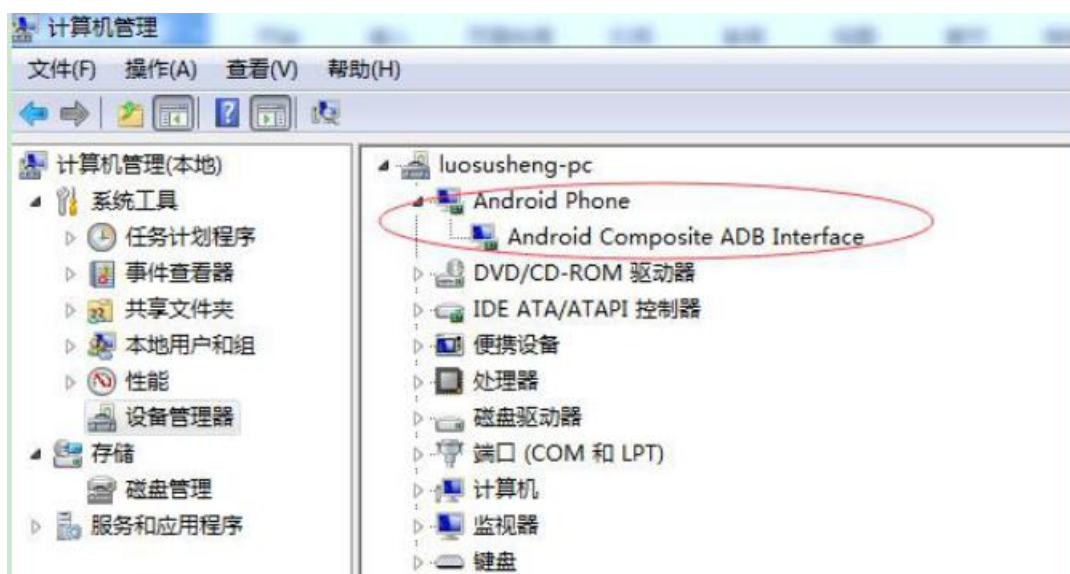 计算机管理
文件(F) 操作(A) 查看(V) 帮助(H)
计算机管理(本地)
系统工具
任务计划程序
事件查看器
共享文件夹
本地用户和组
性能
设备管理器
存储
磁盘管理
服务和应用程序
luosusheng-pc
Android Phone
Android Composite ADB Interface
DVD/CD-ROM 驱动器
IDE ATA/ATAPI 控制器
便携设备
处理器
磁盘驱动器
端口 (COM 和 LPT)
计算机
监视器
键盘